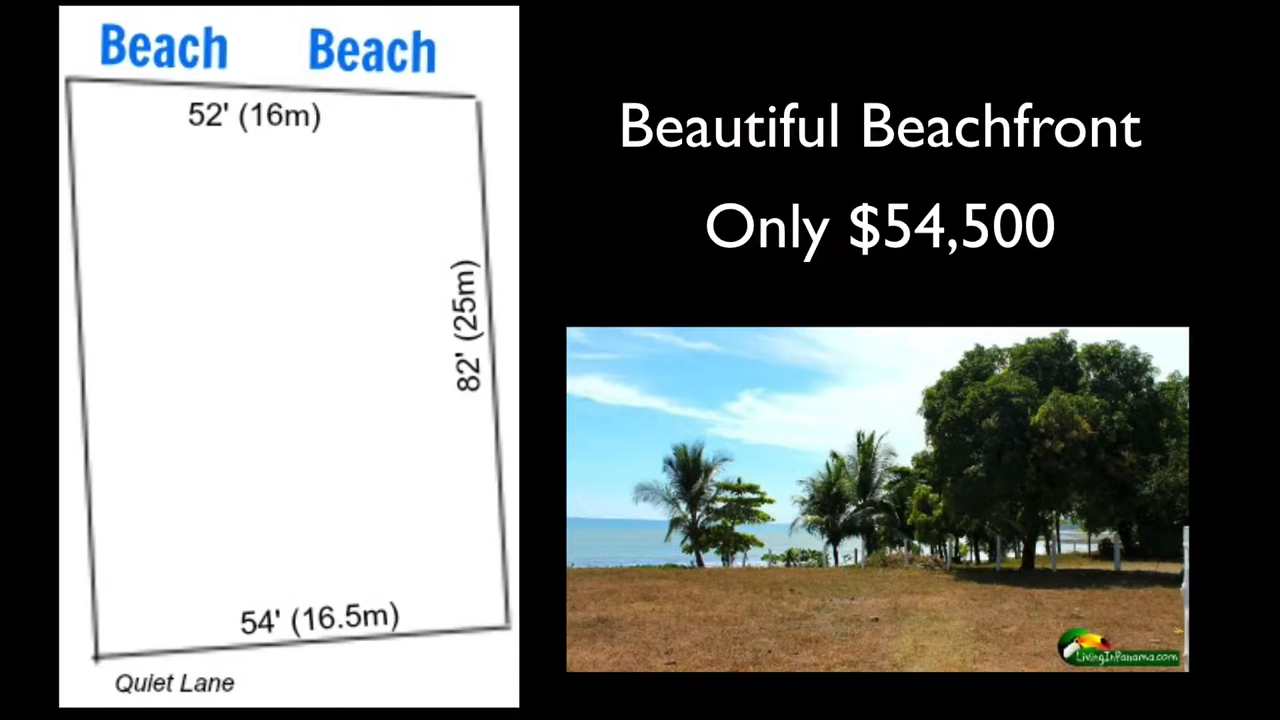 Beach Beach
52' (16m)
82' (25m)
54' (16.5m)
Quiet Lane
Beautiful Beachfront
Only $54,500
LivingInPanama.com